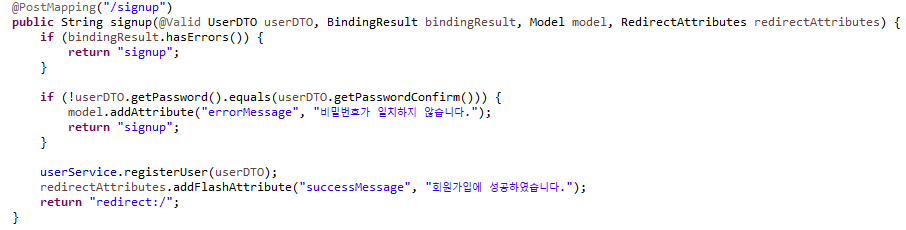 @PostMapping("/signup")
public String signup(@Valid UserDTO userDTO, BindingResult bindingResult, Model model, RedirectAttributes redirectAttributes) {
    if (bindingResult.hasErrors()) {
        return "signup";
    }

    if (!userDTO.getPassword().equals(userDTO.getPasswordConfirm())) {
        model.addAttribute("errorMessage", "비밀번호가 일치하지 않습니다.");
        return "signup";
    }

    userService.registerUser(userDTO);
    redirectAttributes.addFlashAttribute("successMessage", "회원가입에 성공하였습니다.");
    return "redirect:/";
}